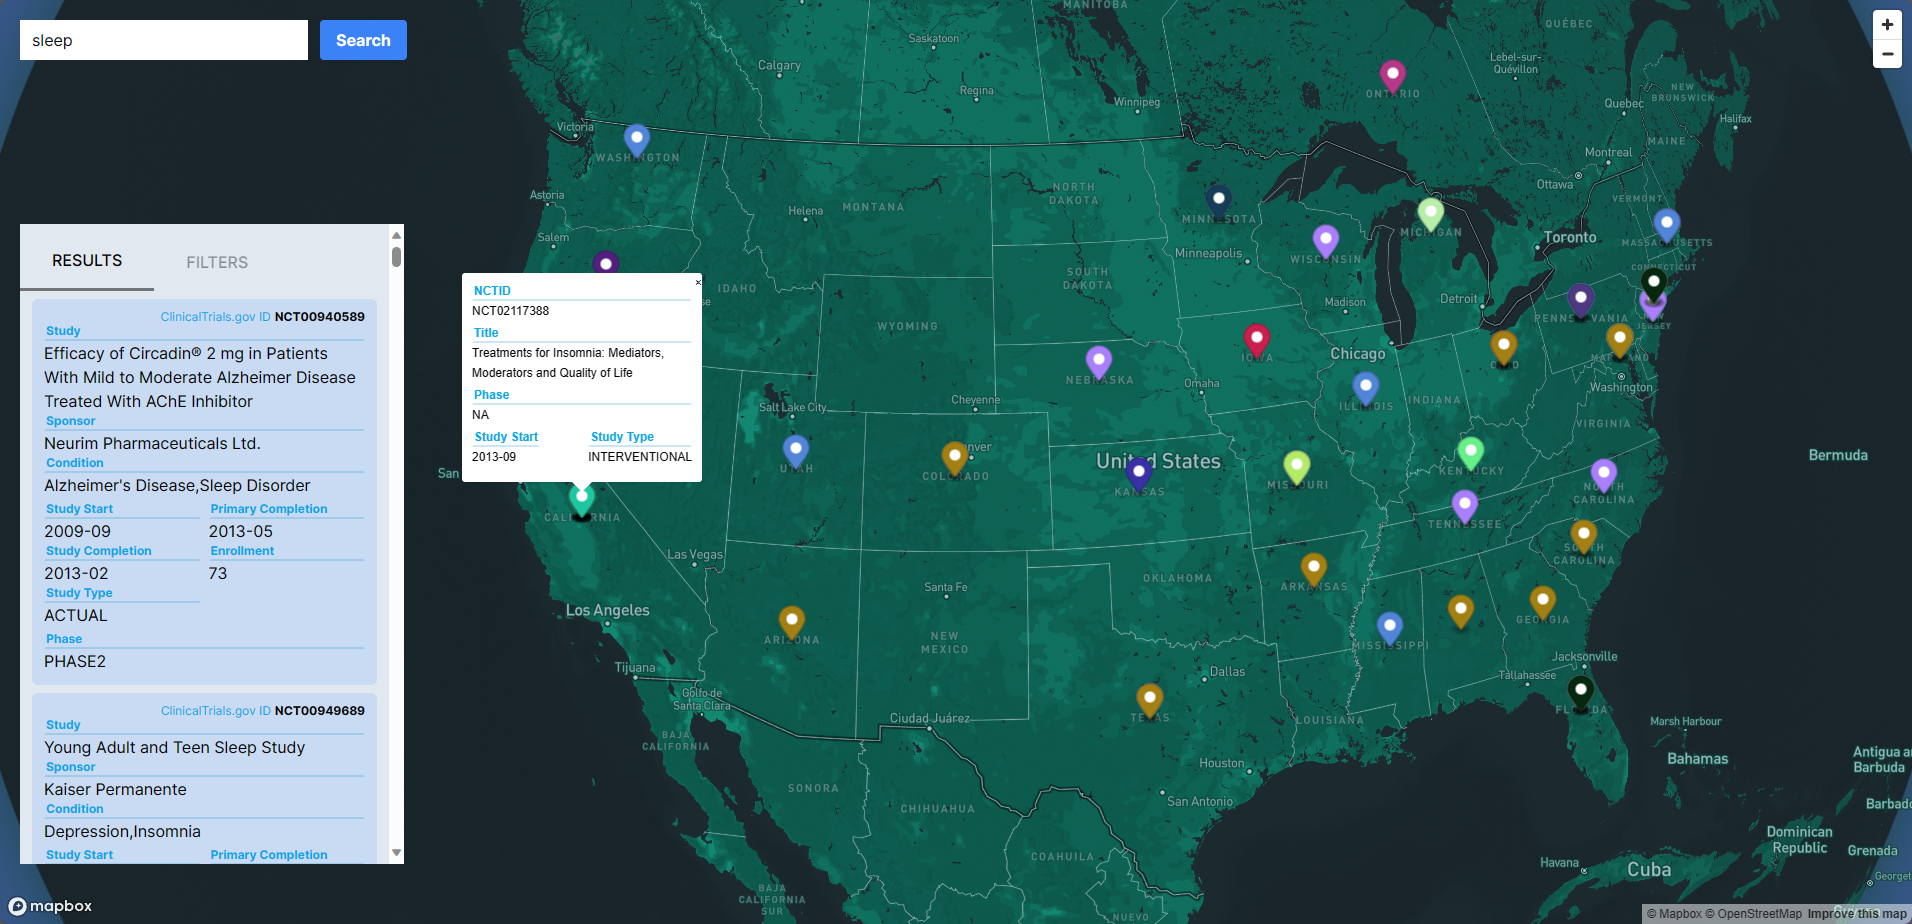 sleep
Search
RESULTS
FILTERS
ClinicalTrials.gov ID NCT00940589
Study
Efficacy of Circadin® 2 mg in Patients
With Mild to Moderate Alzheimer Disease
Treated With AChE Inhibitor
Sponsor
Neurim Pharmaceuticals Ltd.
Condition
Alzheimer's Disease,Sleep Disorder
Study Start
Primary Completion
2009-09
2013-05
Study Completion
Enrollment
2013-02
73
Study Type
ACTUAL
Phase
PHASE2
ClinicalTrials.gov ID NCT00949689
Study
Young Adult and Teen Sleep Study
Sponsor
Kaiser Permanente
Condition
Depression,Insomnia
Study Start
Primary Completion
mapbox
×
NCTID
NCT02117388
Title
Treatments for Insomnia: Mediators,
Moderators and Quality of Life
Phase
NA
Study Start
Study Type
2013-09
INTERVENTIONAL
MANITOBA
QUÉBEC
Saskatoon
Calgary
Lebel-sur-
Quévillon
Regina
Winnipeg
ONTARIO
NEW
BRUNSWICK
Quebec
Halifax
Victoria
WASHINGTON
MAINE
Montreal
Ottawa
Astoria
NORTH
DAKOTA
VERMONT
Helena
MONTANA
MINNESOTA
MICHIGAN
Salem
Toronto
MASSACHUSETTS
Minneapolis
WISCONSIN
CONNECTICUT
SOUTH
DAKOTA
IDAHO
Madison
Detroit
PENNSYLVANIA
JERSEY
WYOMING
Chicago
IOWA
MARYLAND
NEBRASKA
Omaha
Washington
Salt Lake City
Cheyenne
ILLINOIS
INDIANA
VIRGINIA
UTAH
COLORADO
United States
KANSAS
MISSOURI
KENTUCKY
Bermuda
San
NORTH
CAROLINA
CALIFORNIA
TENNESSEE
Las Vegas
SOUTH
CAROLINA
OKLAHOMA
ARKANSAS
Santa Fe
Los Angeles
ARIZONA
NEW
MEXICO
GEORGIA
MISSISSIPPI
Tijuana
Jacksonville
Dallas
Tallahassee
Golfo de
Santa Clara
TEXAS
FLORIDA
Ciudad Juárez
LOUISIANA
Marsh Harbour
BAJA
CALIFORNIA
Bahamas
Antigua
Barbuda
Houston
SONORA
San Antonio
CHIHUAHUA
Dominican
Republic
Grenada
COAHUILA
Havana
Cuba
BAJA
CALIFORNIA
SUR
NUEVO
© Mapbox © OpenStreetMap Improve this map